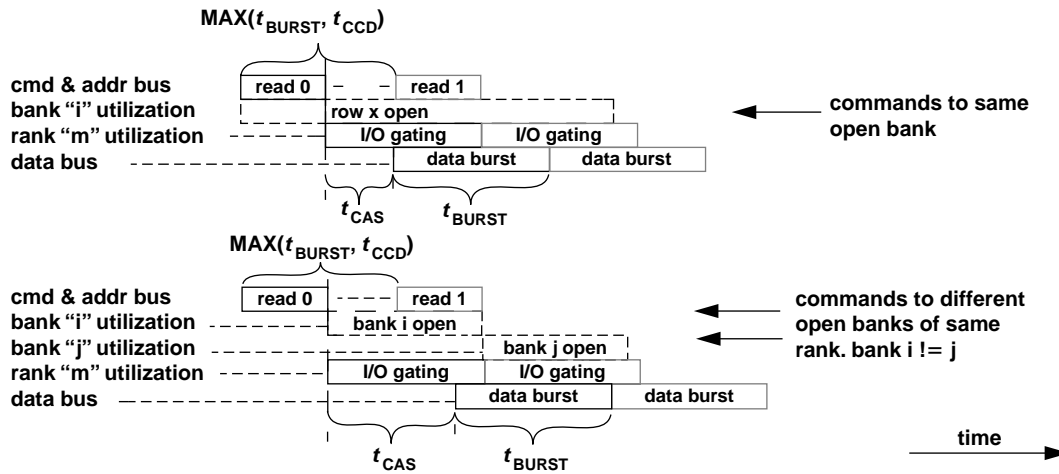 MAX(tBURST, tCCD)
cmd & addr bus read 0 read 1
bank “i” utilization row x open
rank “m” utilization I/O gating I/O gating
data bus data burst data burst
commands to same
open bank
tCAS tBURST
MAX(tBURST, tCCD)
cmd & addr bus read 0 read 1
bank “i” utilization bank i open
bank “j” utilization bank j open
rank “m” utilization I/O gating I/O gating
data bus data burst data burst
commands to different
open banks of same
rank. bank i != j
tCAS tBURST
time